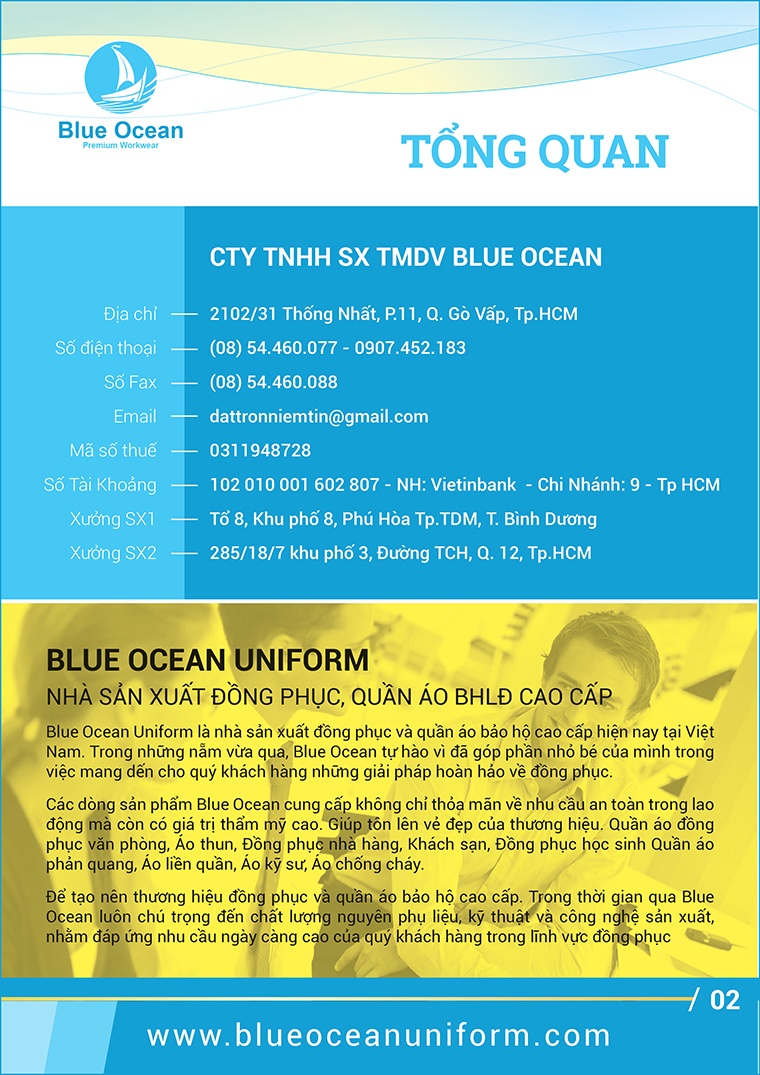 Blue Ocean
Premium Workwear
TỔNG QUAN
CTY TNHH SX TMDV BLUE OCEAN
Địa chỉ — 2102/31 Thống Nhất, P.11, Q. Gò Vấp, Tp.HCM
Số điện thoại — (08) 54.460.077 - 0907.452.183
Số Fax — (08) 54.460.088
Email — dattronniemtin@gmail.com
Mã số thuế — 0311948728
Số Tài Khoảng — 102 010 001 602 807 - NH: Vietinbank - Chi Nhánh: 9 - Tp HCM
Xưởng SX1 — Tổ 8, Khu phố 8, Phú Hòa Tp.TDM, T. Bình Dương
Xưởng SX2 — 285/18/7 khu phố 3, Đường TCH, Q. 12, Tp.HCM
BLUE OCEAN UNIFORM
NHÀ SẢN XUẤT ĐỒNG PHỤC, QUẦN ÁO BHLĐ CAO CẤP
Blue Ocean Uniform là nhà sản xuất đồng phục và quần áo bảo hộ cao cấp hiện nay tại Việt
Nam. Trong những nẵm vừa qua, Blue Ocean tự hào vì đã góp phần nhỏ bé của mình trong
việc mang dến cho quý khách hàng những giải pháp hoàn hảo về đồng phục.
Các dòng sản phẩm Blue Ocean cung cấp không chỉ thỏa mãn về nhu cầu an toàn trong lao
động mà còn có giá trị thẩm mỹ cao. Giúp tôn lên vẻ đẹp của thương hiệu. Quần áo đồng
phục văn phòng, Áo thun, Đồng phục nhà hàng, Khách sạn, Đồng phục học sinh Quần áo
phản quang, Áo liền quần, Áo kỹ sư, Áo chống cháy.
Để tạo nên thương hiệu đồng phục và quần áo bảo hộ cao cấp. Trong thời gian qua Blue
Ocean luôn chú trọng đến chất lượng nguyên phụ liệu, kỹ thuật và công nghệ sản xuất,
nhằm đáp ứng nhu cầu ngày càng cao của quý khách hàng trong lĩnh vực đồng phục
/ 02
www.blueoceanuniform.com